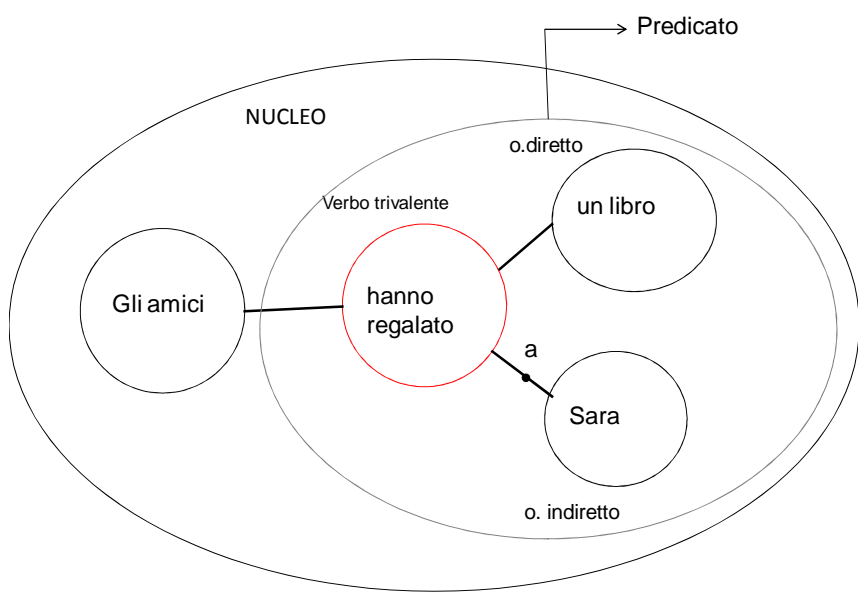 Predicato
NUCLEO
o.diretto
Verbo trivalente
un libro
Gli amici
hanno
regalato
a
Sara
o. indiretto